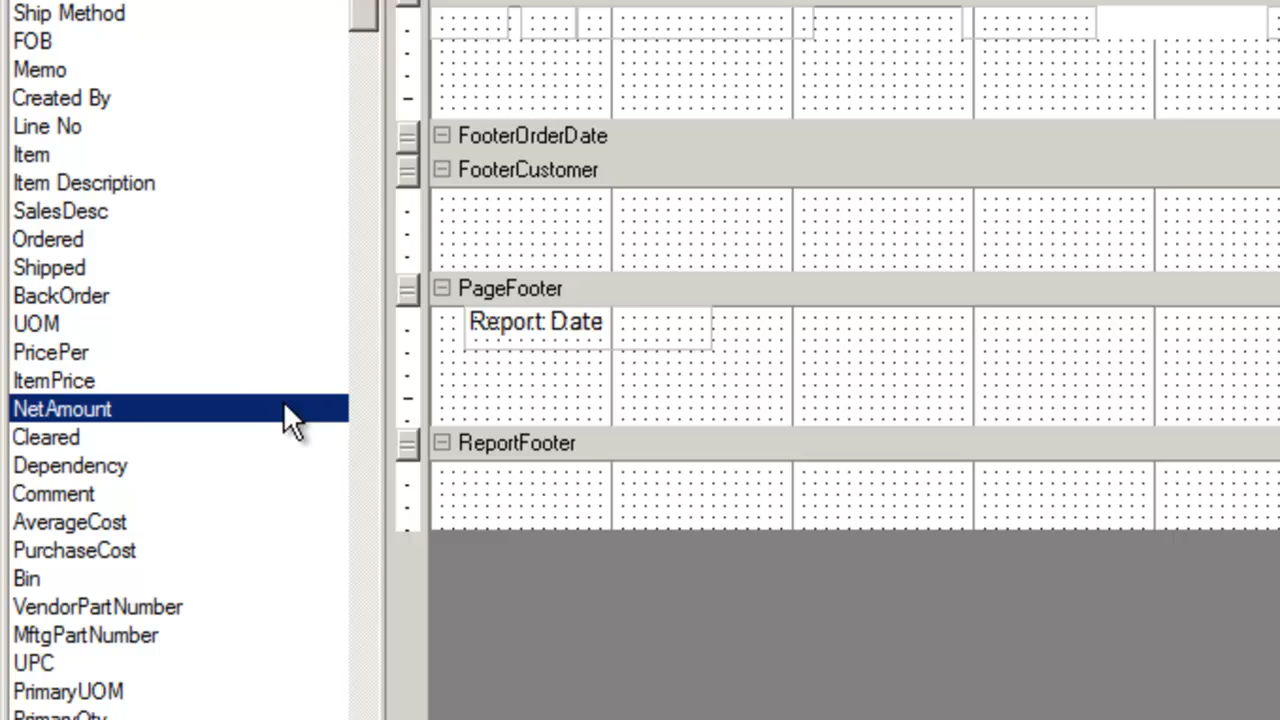 Ship Method
FOB
Memo
Created By
Line No
Item
Item Description
SalesDesc
Ordered
Shipped
BackOrder
UOM
PricePer
ItemPrice
NetAmount
Cleared
Dependency
Comment
AverageCost
PurchaseCost
Bin
VendorPartNumber
MftgPartNumber
UPC
PrimaryUOM
PrimaryQty
FooterOrderDate
FooterCustomer
PageFooter
Report Date
ReportFooter